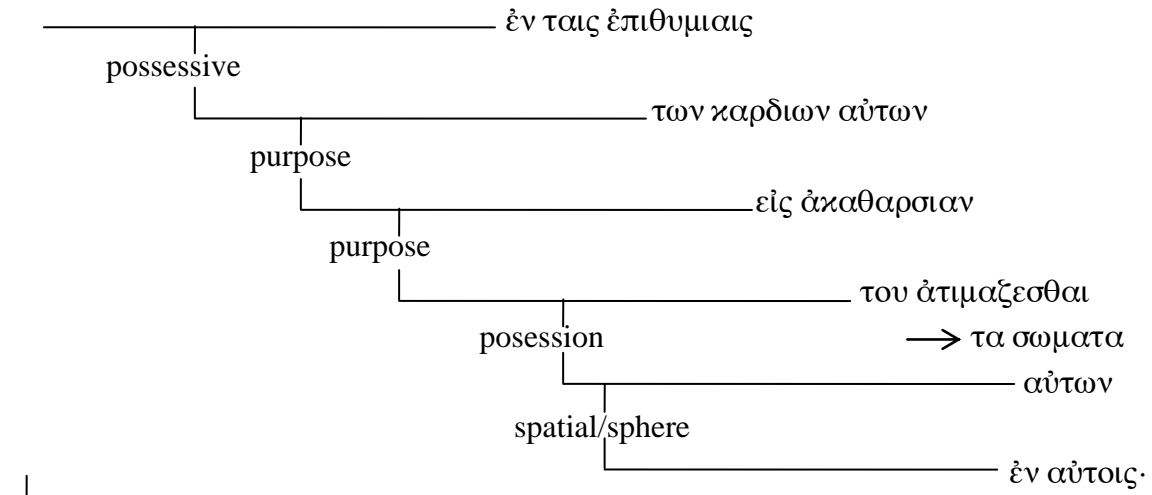 ἐν ταις ἐπιθυμιαις
possessive
των ϰαρδιων αὐτων
purpose
εἰς ἀϰαθαρσιαν
purpose
του ἀτιμαζεσθαι
posession
τα σωματα
αὐτων
spatial/sphere
ἐν αὐτοις·